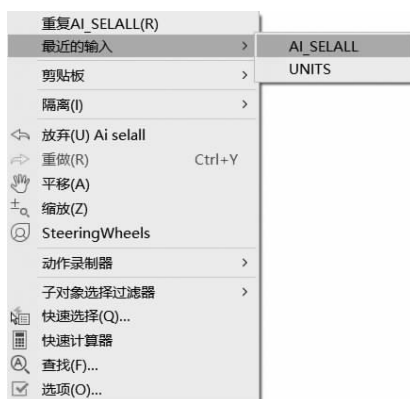 重复AI_SELALL(R)
最近的输入 >
AI_SELALL
UNITS
剪贴板 >
隔离(I) >
放弃(U) Ai selall
重做(R) Ctrl+Y
平移(A)
缩放(Z)
SteeringWheels
动作录制器 >
子对象选择过滤器 >
快速选择(Q)...
快速计算器
查找(F)...
选项(O)...